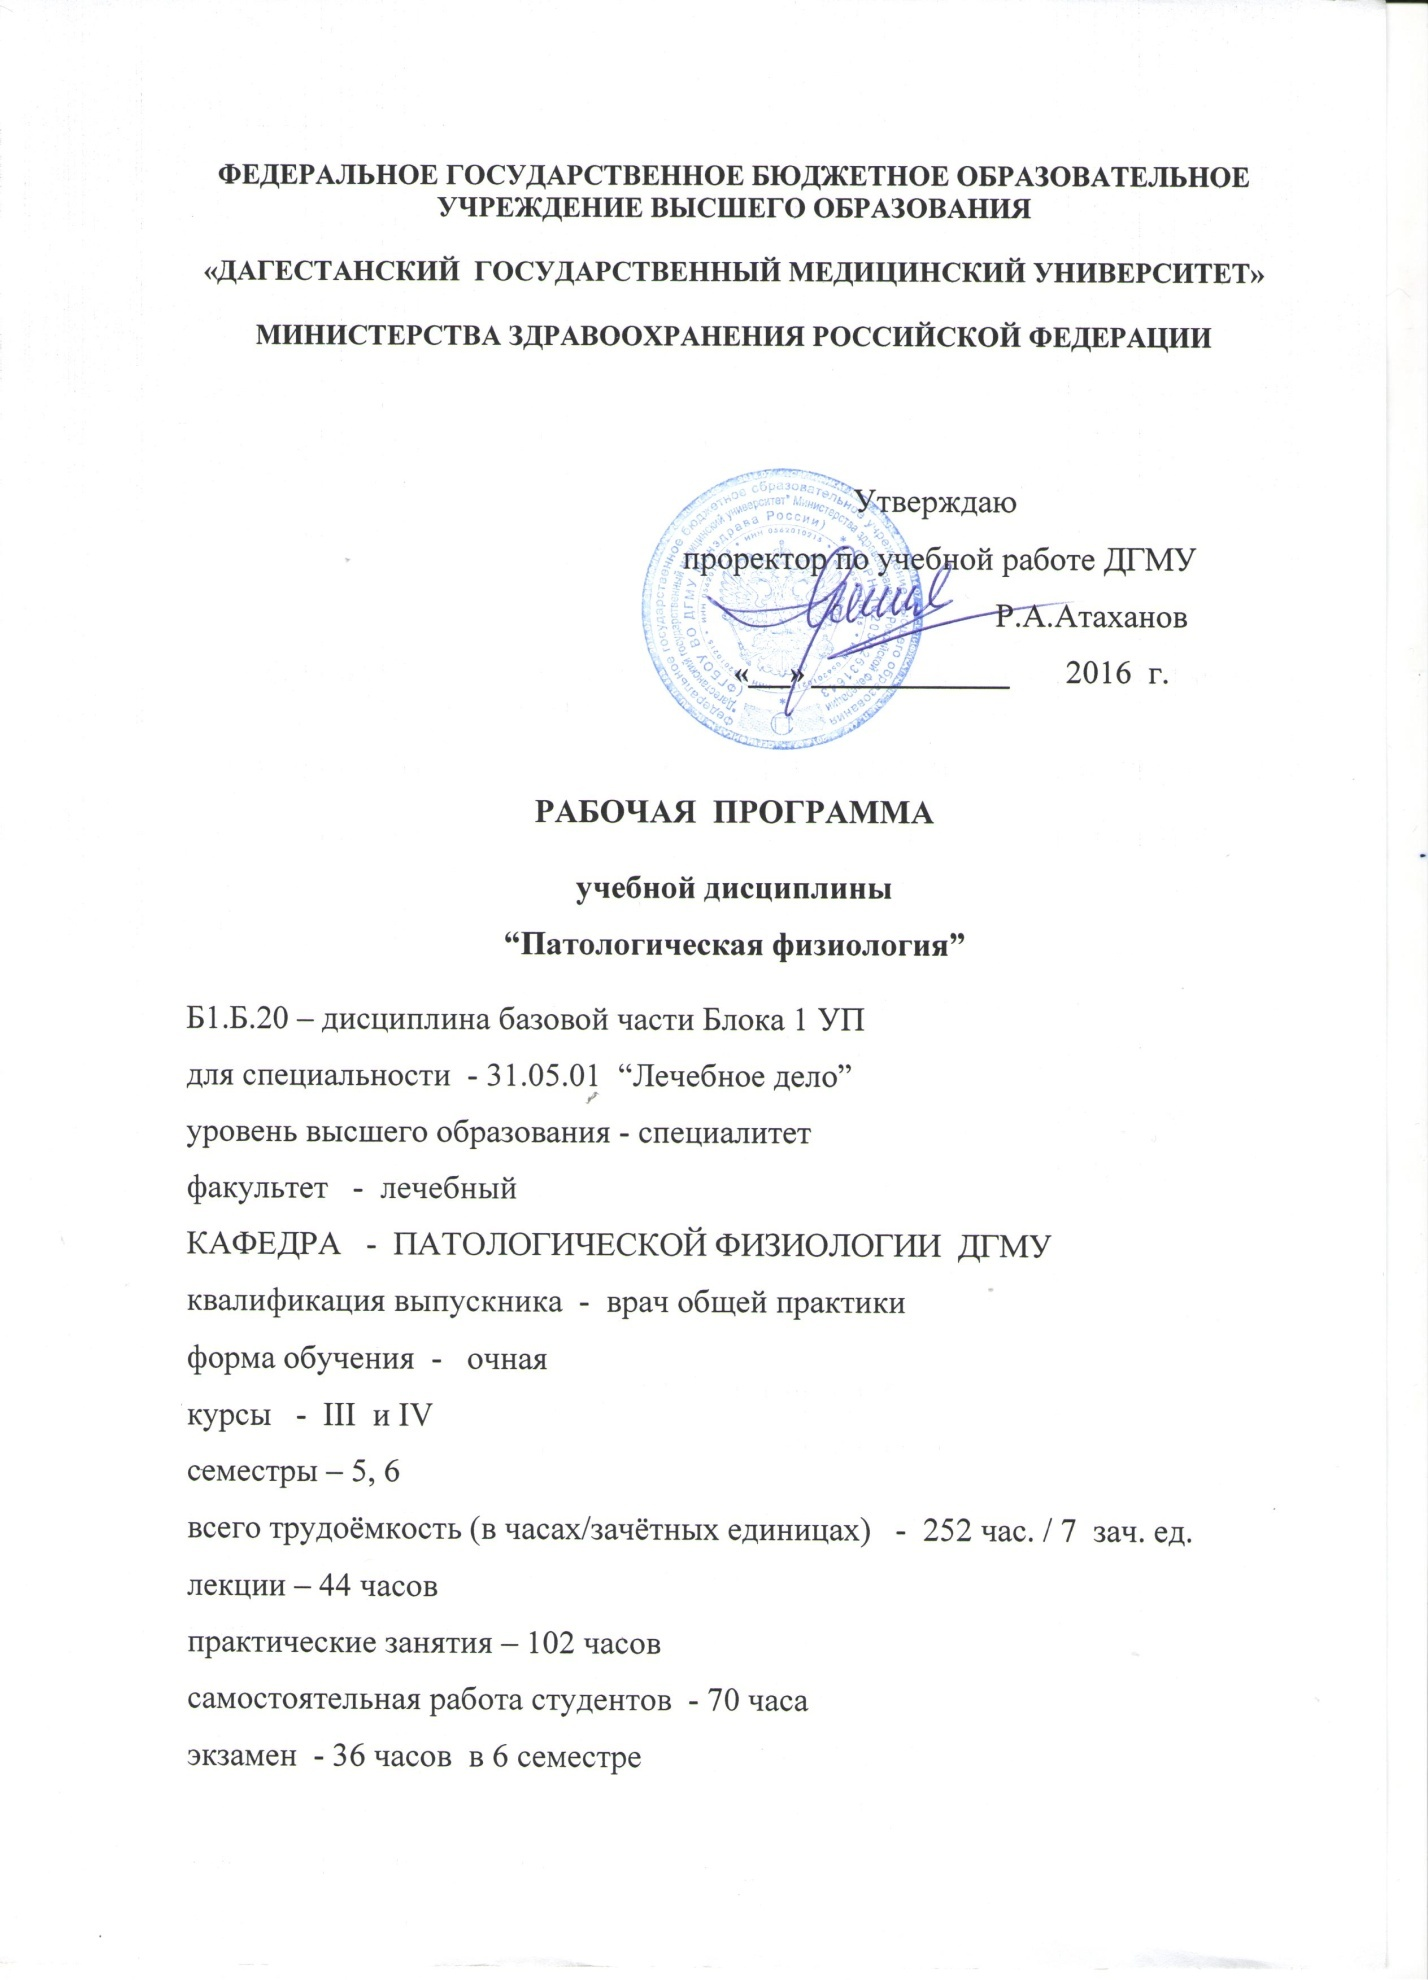 ФЕДЕРАЛЬНОЕ ГОСУДАРСТВЕННОЕ БЮДЖЕТНОЕ ОБРАЗОВАТЕЛЬНОЕ
УЧРЕЖДЕНИЕ ВЫСШЕГО ОБРАЗОВАНИЯ
«ДАГЕСТАНСКИЙ ГОСУДАРСТВЕННЫЙ МЕДИЦИНСКИЙ УНИВЕРСИТЕТ»
МИНИСТЕРСТВА ЗДРАВООХРАНЕНИЯ РОССИЙСКОЙ ФЕДЕРАЦИИ
Утверждаю
проректор по учебной работе ДГМУ
Р.А.Атаханов
«___» ____________ 2016 г.
РАБОЧАЯ ПРОГРАММА
учебной дисциплины
“Патологическая физиология”
Б1.Б.20 – дисциплина базовой части Блока 1 УП
для специальности - 31.05.01 “Лечебное дело”
уровень высшего образования - специалитет
факультет - лечебный
КАФЕДРА - ПАТОЛОГИЧЕСКОЙ ФИЗИОЛОГИИ ДГМУ
квалификация выпускника - врач общей практики
форма обучения - очная
курсы - III и IV
семестры – 5, 6
всего трудоёмкость (в часах/зачётных единицах) - 252 час. / 7 зач. ед.
лекции – 44 часов
практические занятия – 102 часов
самостоятельная работа студентов - 70 часа
экзамен - 36 часов в 6 семестре